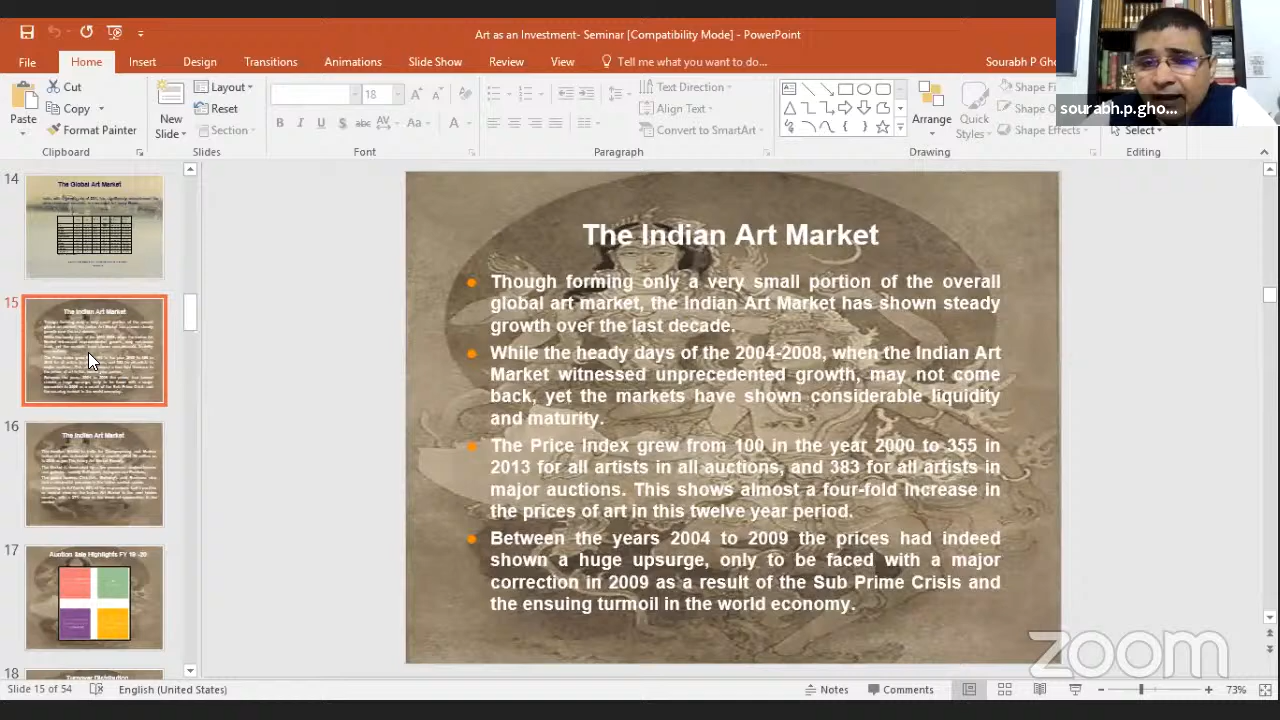 Art as an Investment- Seminar [Compatibility Mode] - PowerPoint
File Home Insert Design Transitions Animations Slide Show Review View Tell me what you want to do... Sourabh P Gho
Paste
Cut
Copy
Format Painter
Clipboard
New Slide
Layout
Reset
Section
Slides
18
B I U S abc AV Aa A
Font
Text Direction
Align Text
Convert to SmartArt
Paragraph
Arrange
Quick Styles
Shape Fi
Shape O
Shape Effects
Drawing
Select
Editing
sourabh.p.gho...
14
The Global Art Market
15
The Indian Art Market
16
The Indian Art Market
17
Auction Sale Highlights FY 19 -20
18
Turnover Distribution
The Indian Art Market
Though forming only a very small portion of the overall
global art market, the Indian Art Market has shown steady
growth over the last decade.
While the heady days of the 2004-2008, when the Indian Art
Market witnessed unprecedented growth, may not come
back, yet the markets have shown considerable liquidity
and maturity.
The Price Index grew from 100 in the year 2000 to 355 in
2013 for all artists in all auctions, and 383 for all artists in
major auctions. This shows almost a four-fold increase in
the prices of art in this twelve year period.
Between the years 2004 to 2009 the prices had indeed
shown a huge upsurge, only to be faced with a major
correction in 2009 as a result of the Sub Prime Crisis and
the ensuing turmoil in the world economy.
zoom
Slide 15 of 54 English (United States) Notes Comments 73%